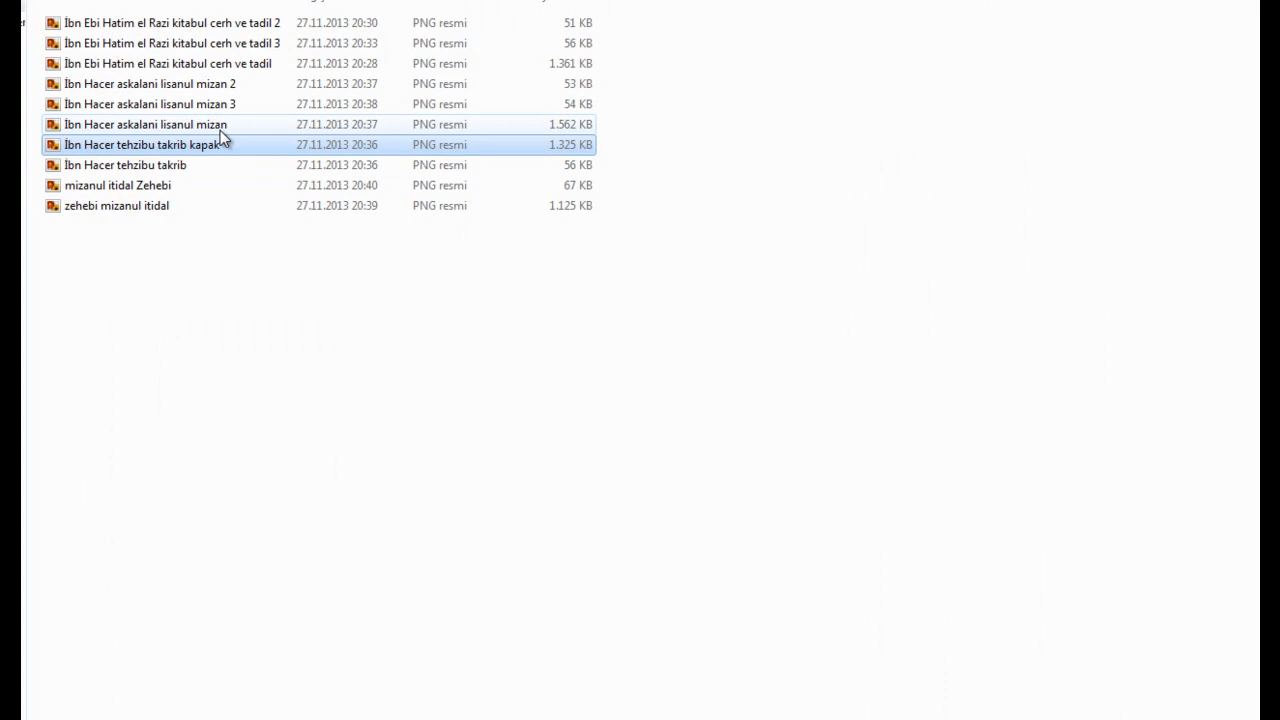 İbn Ebi Hatim el Razi kitabul cerh ve tadil 2 27.11.2013 20:30 PNG resmi 51 KB
İbn Ebi Hatim el Razi kitabul cerh ve tadil 3 27.11.2013 20:33 PNG resmi 56 KB
İbn Ebi Hatim el Razi kitabul cerh ve tadil 27.11.2013 20:28 PNG resmi 1.361 KB
İbn Hacer askalani lisanul mizan 2 27.11.2013 20:37 PNG resmi 53 KB
İbn Hacer askalani lisanul mizan 3 27.11.2013 20:38 PNG resmi 54 KB
İbn Hacer askalani lisanul mizan 27.11.2013 20:37 PNG resmi 1.562 KB
İbn Hacer tehzibu takrib kapak 27.11.2013 20:36 PNG resmi 1.325 KB
İbn Hacer tehzibu takrib 27.11.2013 20:36 PNG resmi 56 KB
mizanul itidal Zehebi 27.11.2013 20:40 PNG resmi 67 KB
zehebi mizanul itidal 27.11.2013 20:39 PNG resmi 1.125 KB